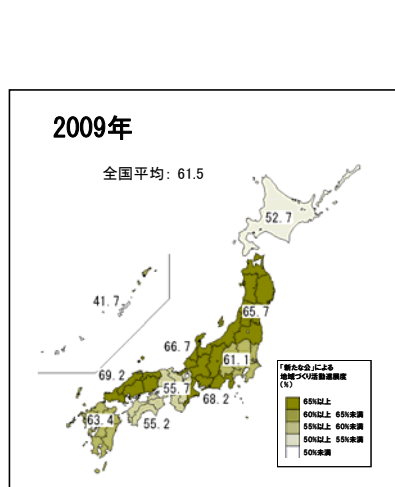 2009年
全国平均: 61.5
52.7
41.7
65.7
66.7
61.1
69.2
55.7
68.2
63.4
55.2
「新たな公」による
地域づくり活動進展度
(%)
65%以上
60%以上 65%未満
55%以上 60%未満
50%以上 55%未満
50%未満